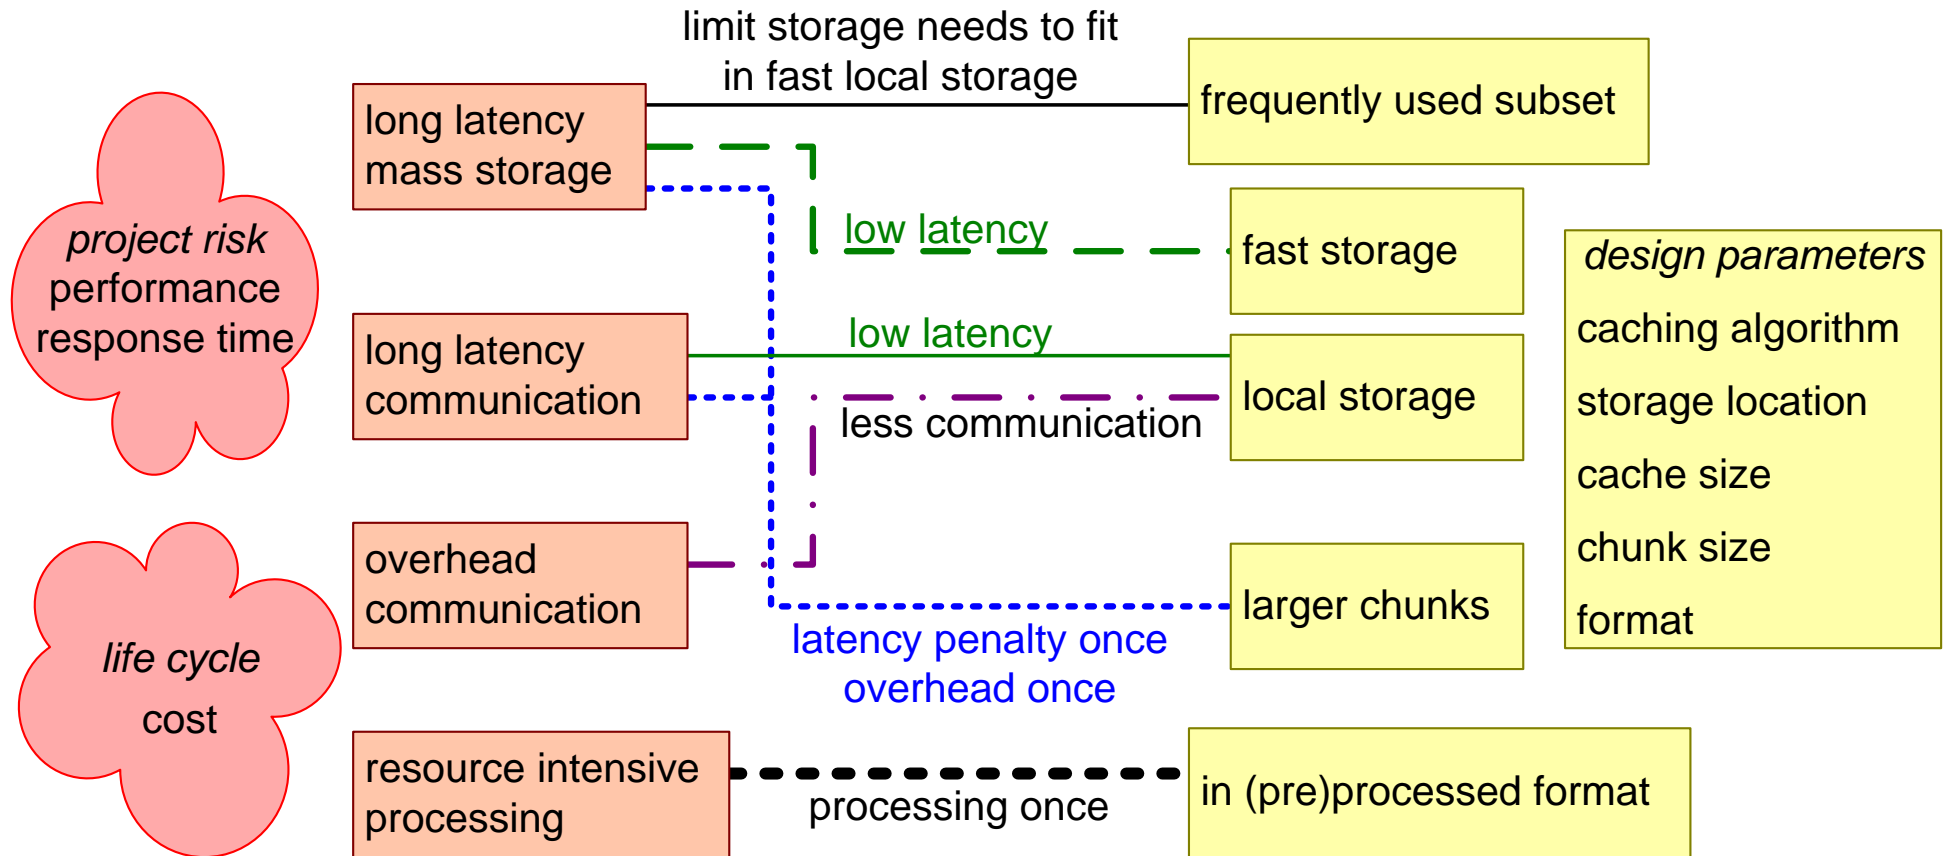 limit storage needs to fit
in fast local storage
long latency
mass storage
frequently used subset
project risk
performance
response time
low latency
fast storage
long latency
communication
low latency
less communication
local storage
overhead
communication
larger chunks
latency penalty once
overhead once
life cycle
cost
resource intensive
processing
processing once
in (pre)processed format
design parameters
caching algorithm
storage location
cache size
chunk size
format